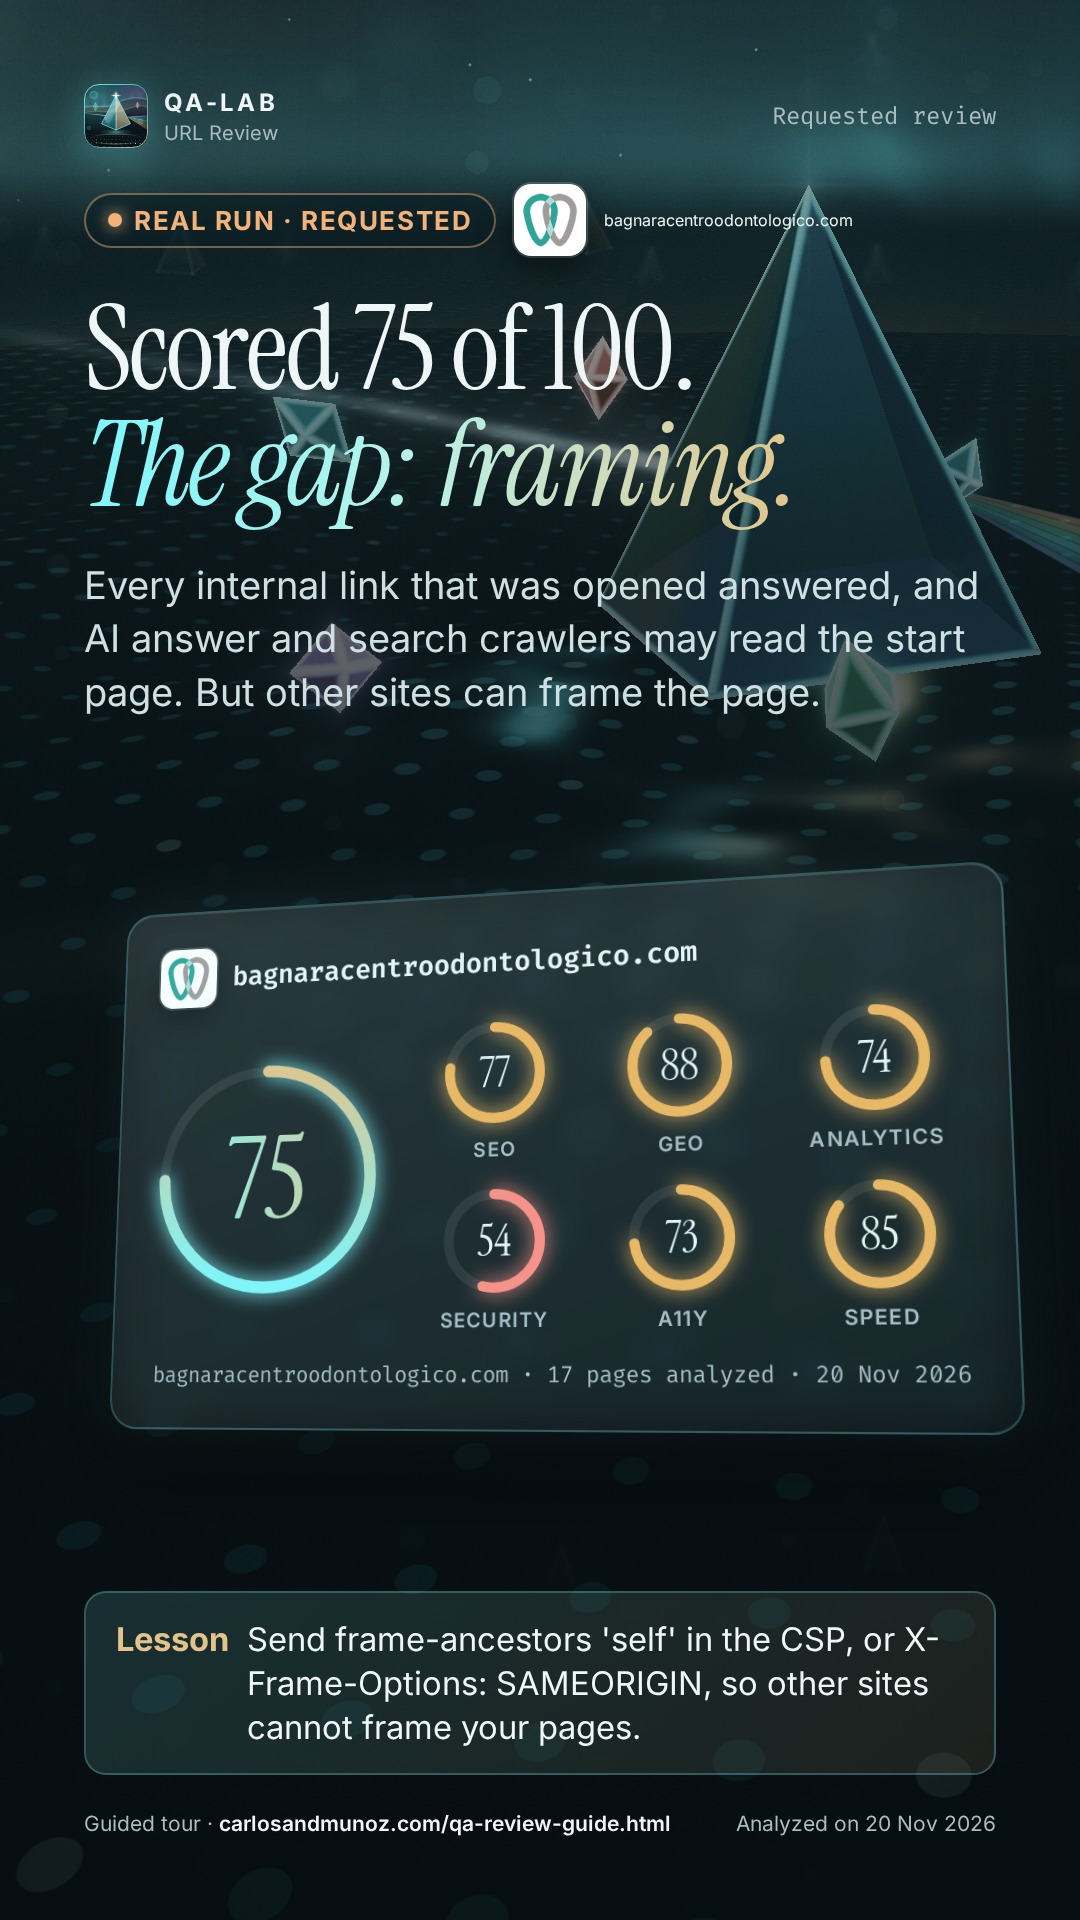 QA-LAB
URL Review
Requested review
REAL RUN · REQUESTED
bagnaracentroodontologico.com
Scored 75 of 100.
The gap: framing.
Every internal link that was opened answered, and
AI answer and search crawlers may read the start
page. But other sites can frame the page.
bagnaracentroodontologico.com
75
77
SEO
88
GEO
74
ANALYTICS
54
SECURITY
73
A11Y
85
SPEED
bagnaracentroodontologico.com · 17 pages analyzed · 20 Nov 2026
Lesson Send frame-ancestors 'self' in the CSP, or X-
Frame-Options: SAMEORIGIN, so other sites
cannot frame your pages.
Guided tour · carlosandmunoz.com/qa-review-guide.html
Analyzed on 20 Nov 2026